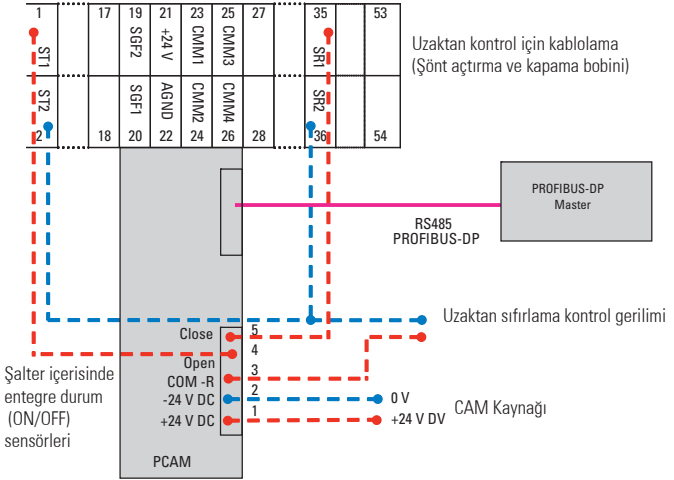 1 17 19 21 23 25 27 35 53
ST1 SGF2 +24 V CMM1 CMM3 SR1
ST2 SGF1 AGND CMM2 CMM4 SR2
2 18 20 22 24 26 28 36 54
Uzaktan kontrol için kablolama
(Şönt açtırma ve kapama bobini)
PROFIBUS-DP
Master
RS485
PROFIBUS-DP
Uzaktan sıfırlama kontrol gerilimi
Close 5
4
Open
COM -R 3
-24 V DC 2 0 V
+24 V DC 1 +24 V DV
CAM Kaynağı
Şalter içerisinde
entegre durum
(ON/OFF)
sensörleri
PCAM